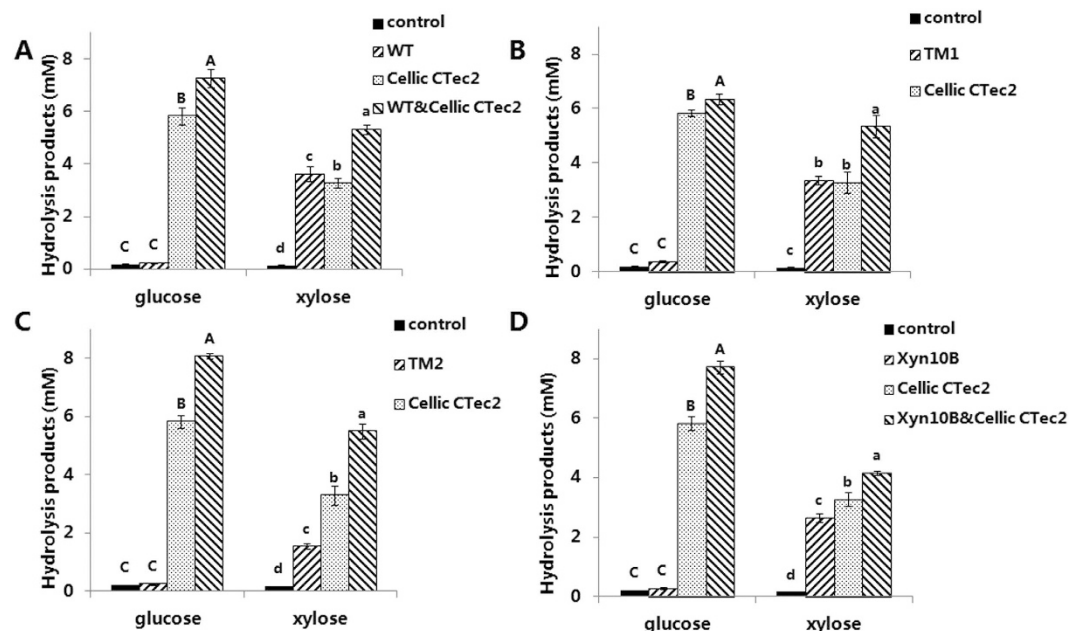 A
Hydrolysis products (mM)
8
6
4
2
0
control
WT
Cellic CTec2
WT&Cellic CTec2
C C B A
d c b a
glucose xylose
B
Hydrolysis products (mM)
8
6
4
2
0
control
TM1
Cellic CTec2
C C B A
c b b a
glucose xylose
C
Hydrolysis products (mM)
8
6
4
2
0
control
TM2
Cellic CTec2
C C B A
d c b a
glucose xylose
D
Hydrolysis products (mM)
8
6
4
2
0
control
Xyn10B
Cellic CTec2
Xyn10B&Cellic CTec2
C C B A
d c b a
glucose xylose